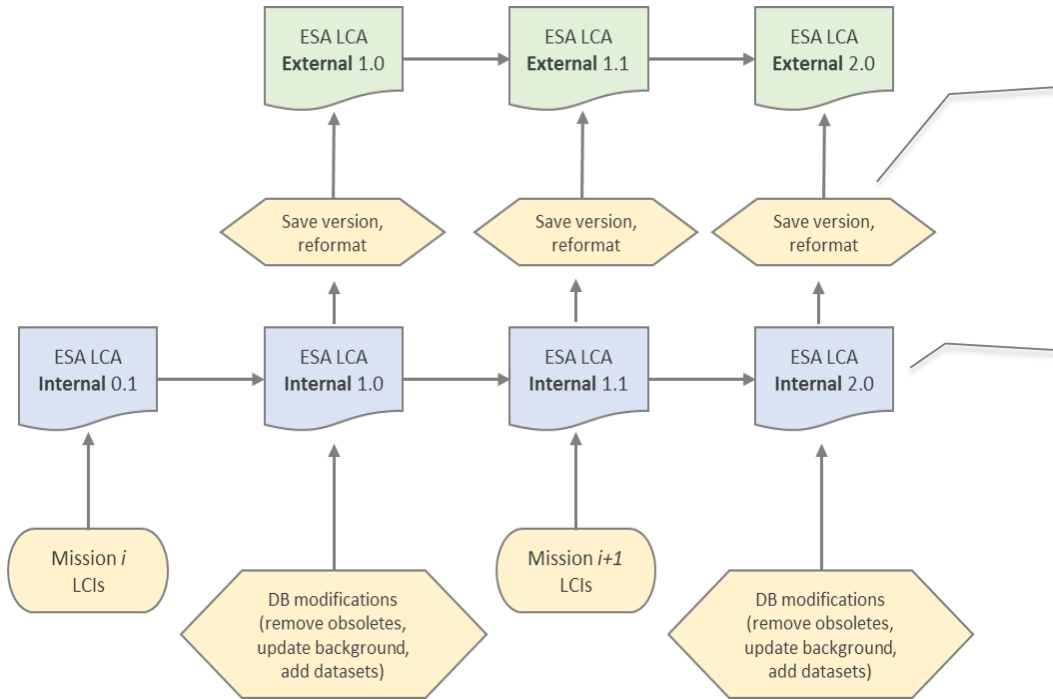 ESA LCA
External 1.0
ESA LCA
External 1.1
ESA LCA
External 2.0
Save version,
reformat
Save version,
reformat
Save version,
reformat
ESA LCA
Internal 0.1
ESA LCA
Internal 1.0
ESA LCA
Internal 1.1
ESA LCA
Internal 2.0
Mission i
LCIs
DB modifications
(remove obsoletes,
update background,
add datasets)
Mission i+1
LCIs
DB modifications
(remove obsoletes,
update background,
add datasets)